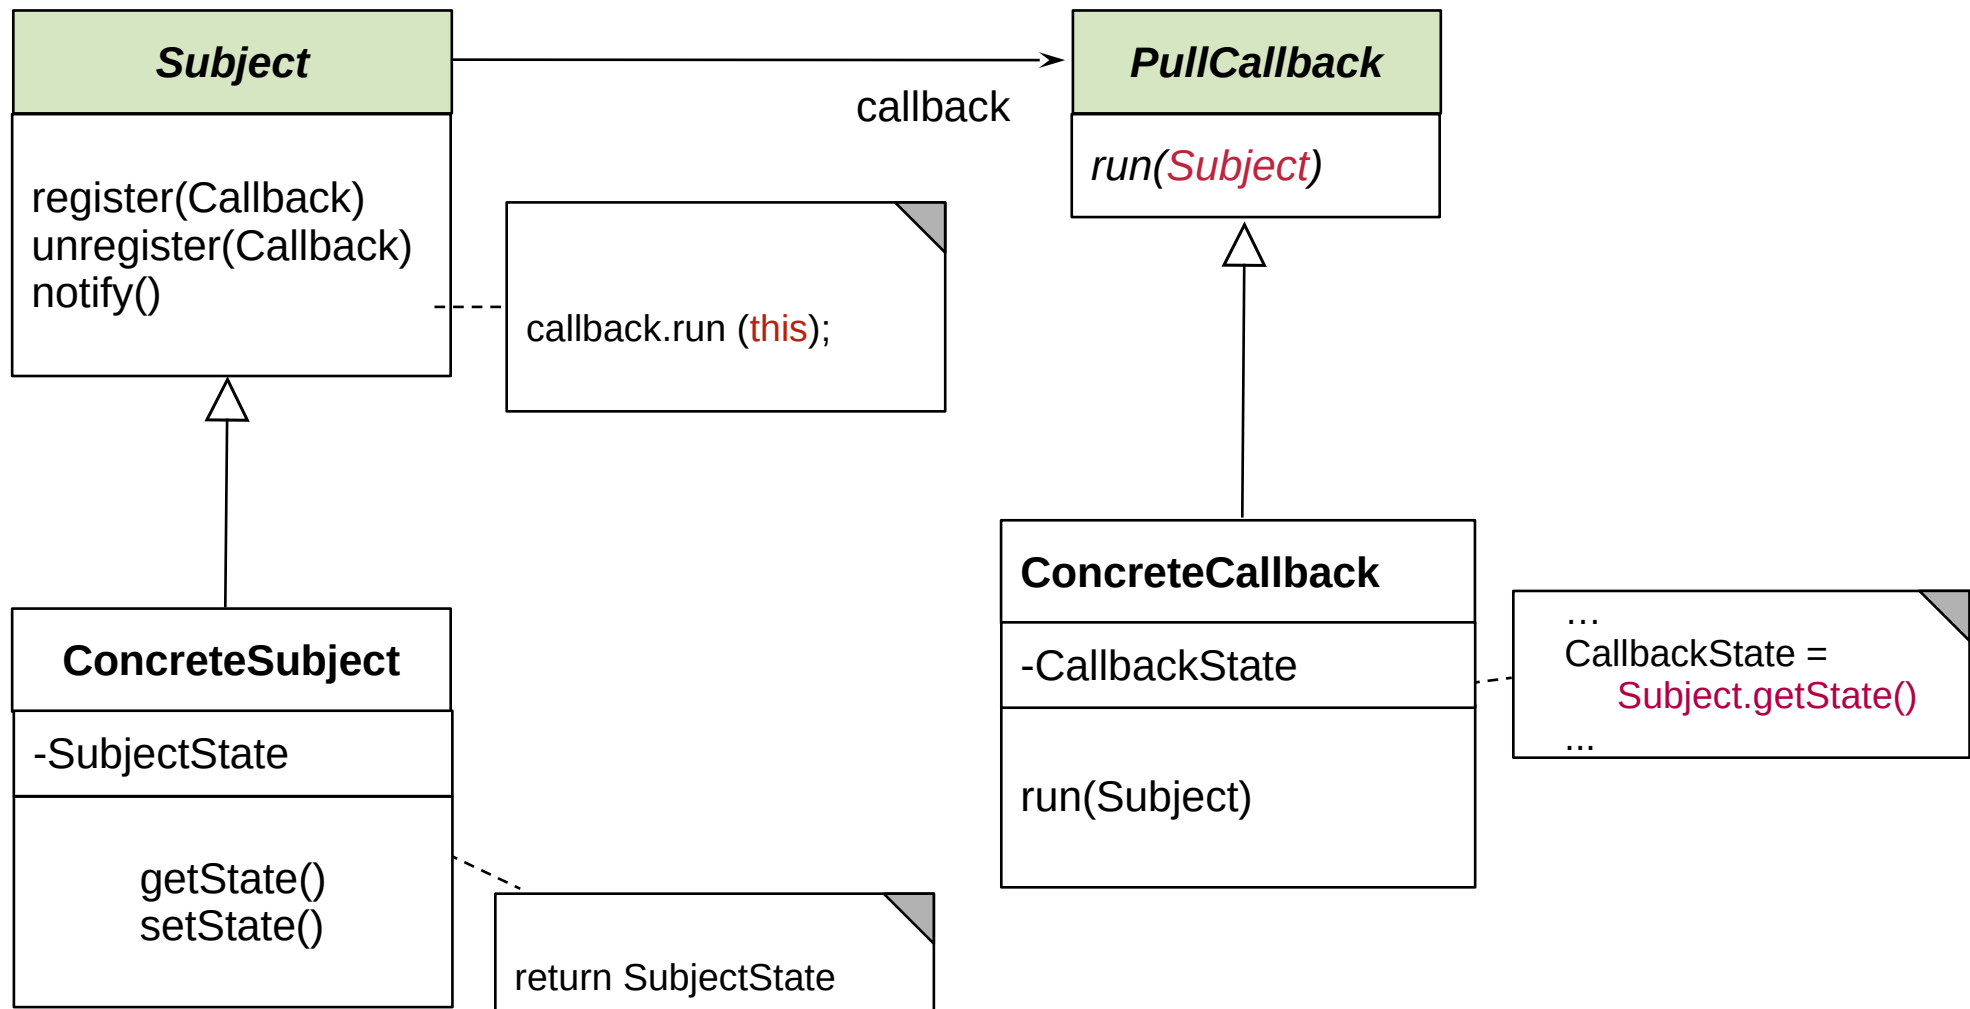 Subject
PullCallback
callback
run(Subject)
register(Callback)
unregister(Callback)
notify()
callback.run (this);
ConcreteCallback
-CallbackState
run(Subject)
…
CallbackState =
Subject.getState()
...
ConcreteSubject
-SubjectState
getState()
setState()
return SubjectState